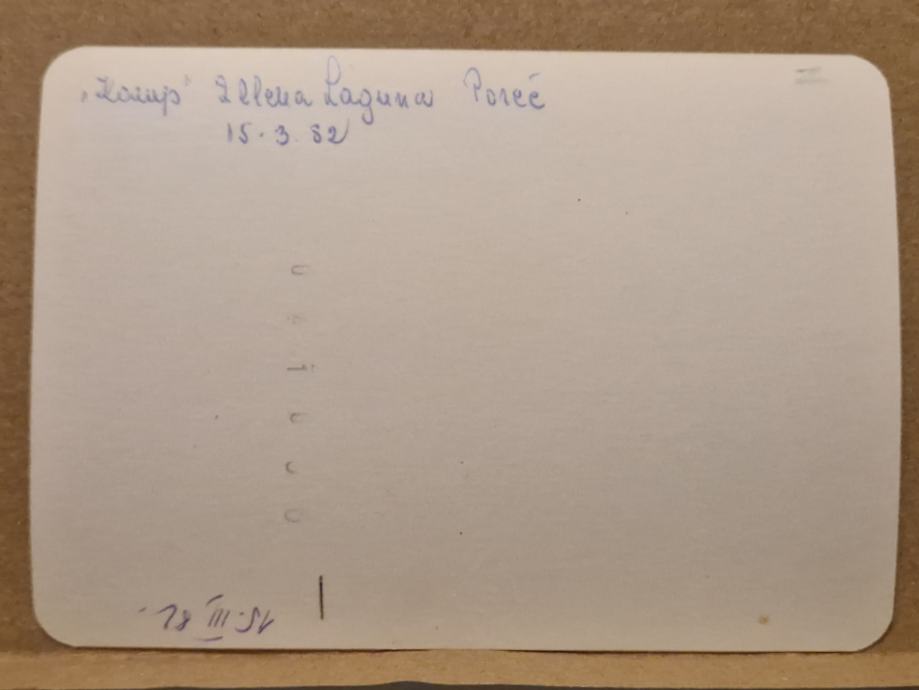 „Kamp" Zelena Laguna Poreč
15.3.82
15.III 82.